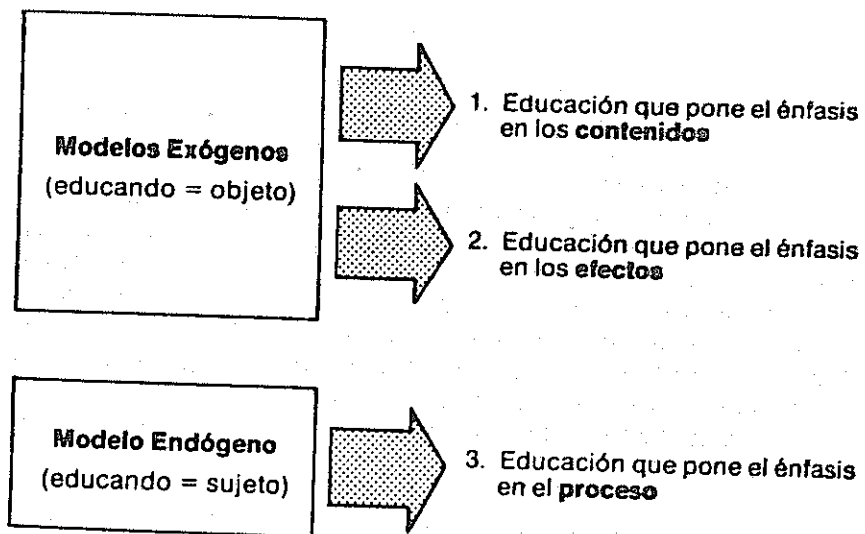 Modelos Exógenos
(educando = objeto)
1. Educación que pone el énfasis
en los contenidos
2. Educación que pone el énfasis
en los efectos
Modelo Endógeno
(educando = sujeto)
3. Educación que pone el énfasis
en el proceso